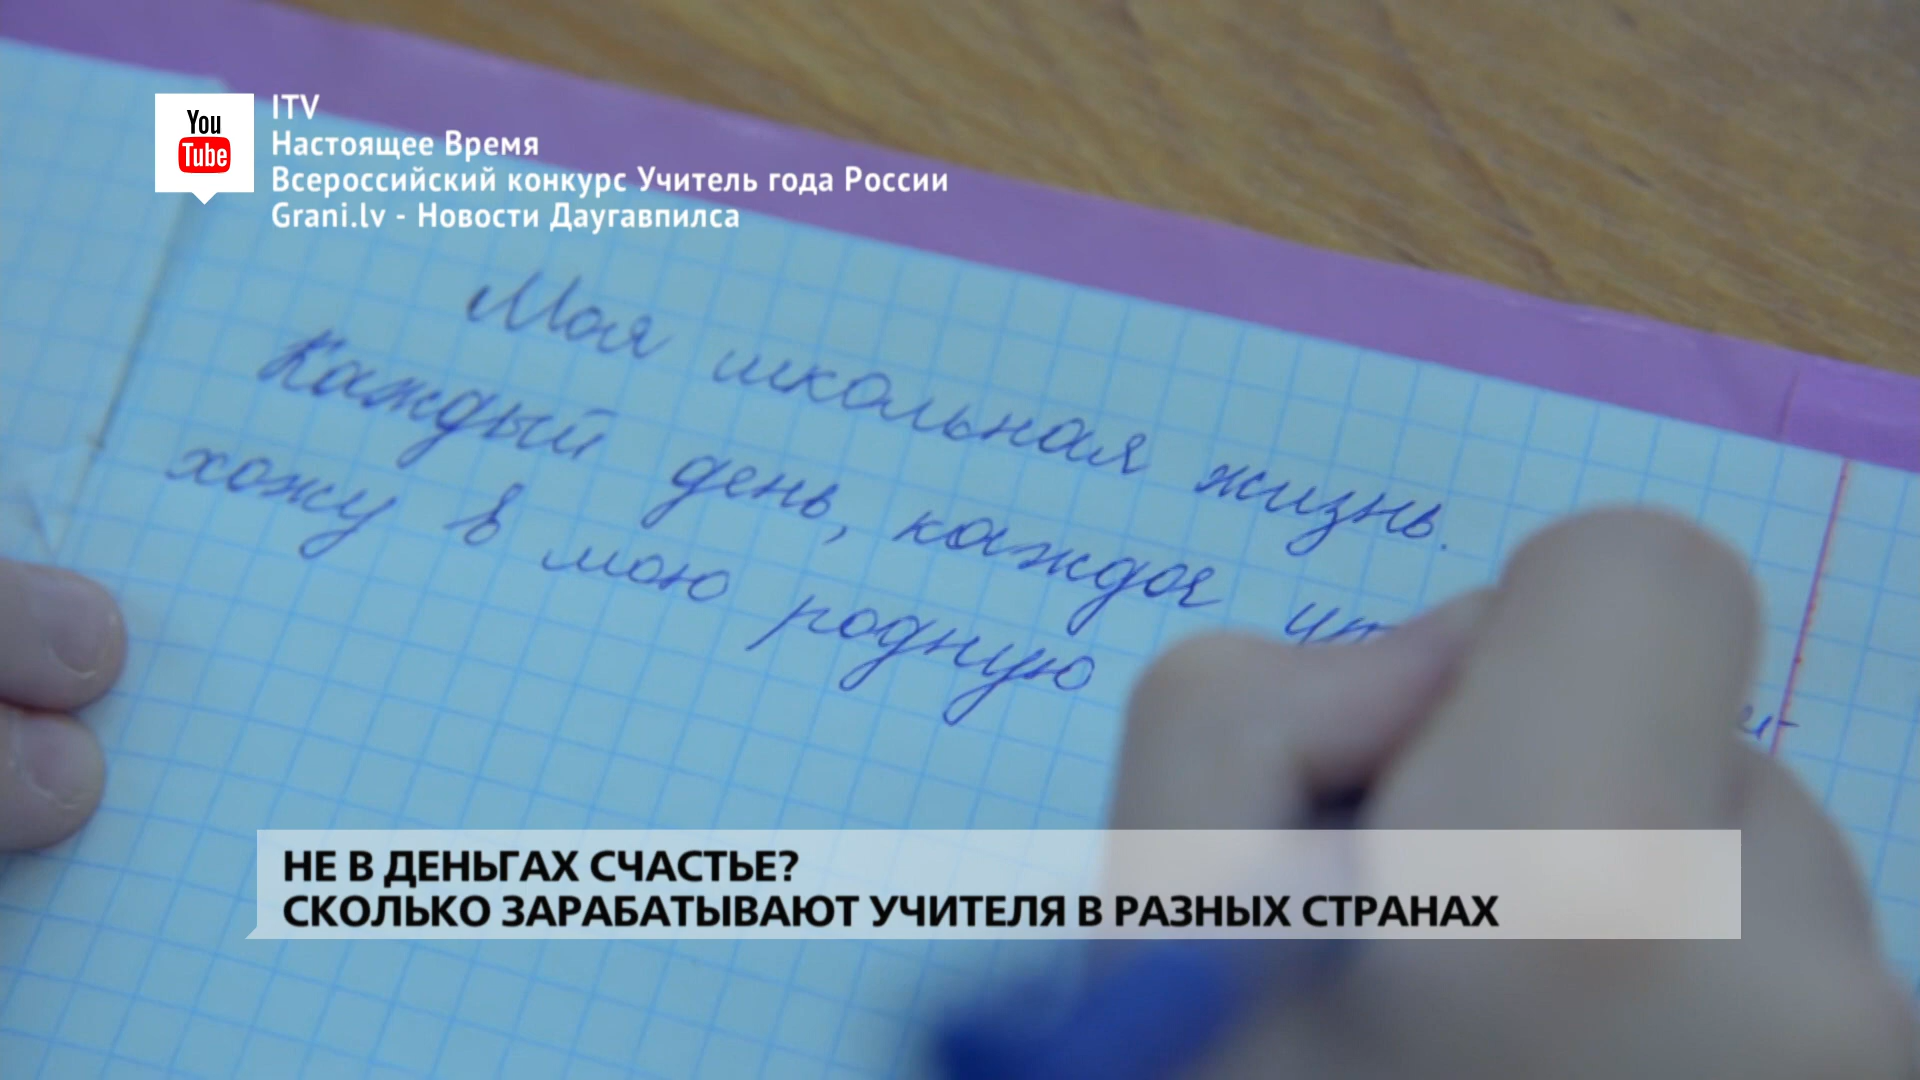 You
Tube
ITV
Настоящее Время
Всероссийский конкурс Учитель года России
Grani.lv - Новости Даугавпилса
Моя школьная жизнь.
Каждый день, каждое
хожу в мою родную
НЕ В ДЕНЬГАХ СЧАСТЬЕ?
СКОЛЬКО ЗАРАБАТЫВАЮТ УЧИТЕЛЯ В РАЗНЫХ СТРАНАХ